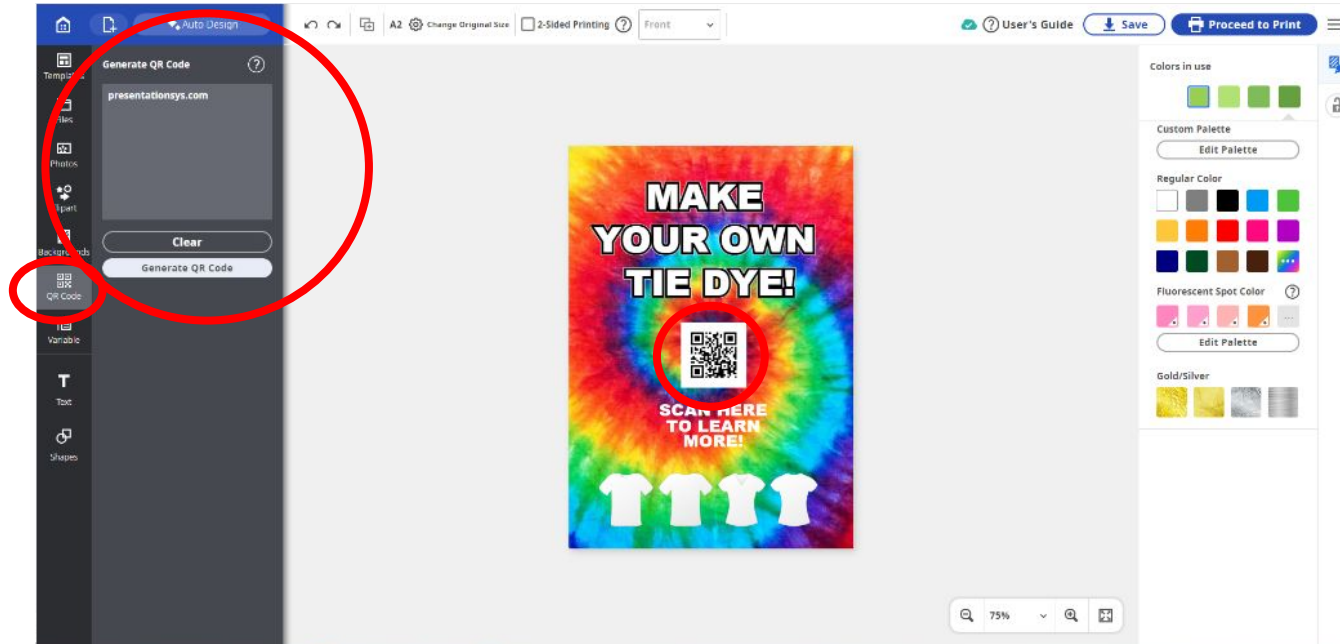 Auto Design
A2 Change Original Size 2-Sided Printing ? Front
? User's Guide Save Proceed to Print
Templates
Files
Photos
Clipart
Backgrounds
QR Code
Variable
Text
Shapes
Generate QR Code ?
presentationsys.com
Clear
Generate QR Code
MAKE
YOUR OWN
TIE DYE!
SCAN HERE
TO LEARN
MORE!
75%
Colors in use
Custom Palette
Edit Palette
Regular Color
Fluorescent Spot Color ?
Edit Palette
Gold/Silver